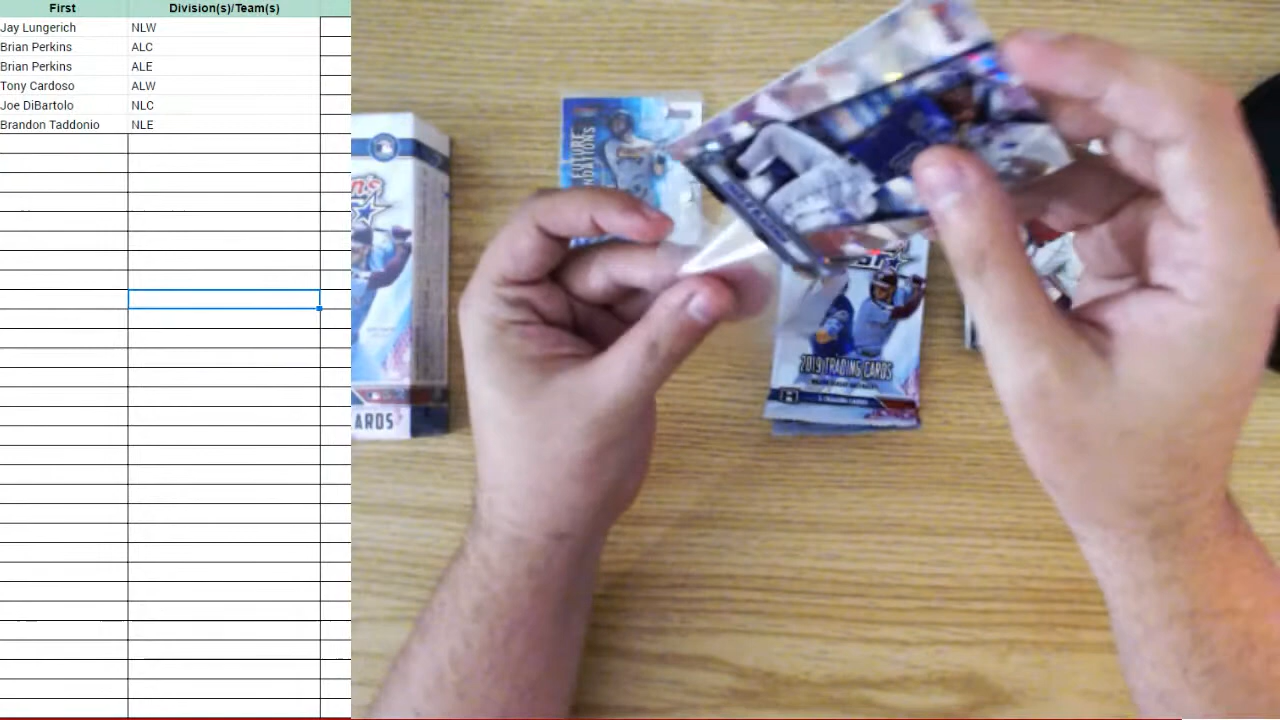 First Division(s)/Team(s)
Jay Lungerich NLW
Brian Perkins ALC
Brian Perkins ALE
Tony Cardoso ALW
Joe DiBartolo NLC
Brandon Taddonio NLE
FUTURE
2019 TRADING CARDS
ARDS